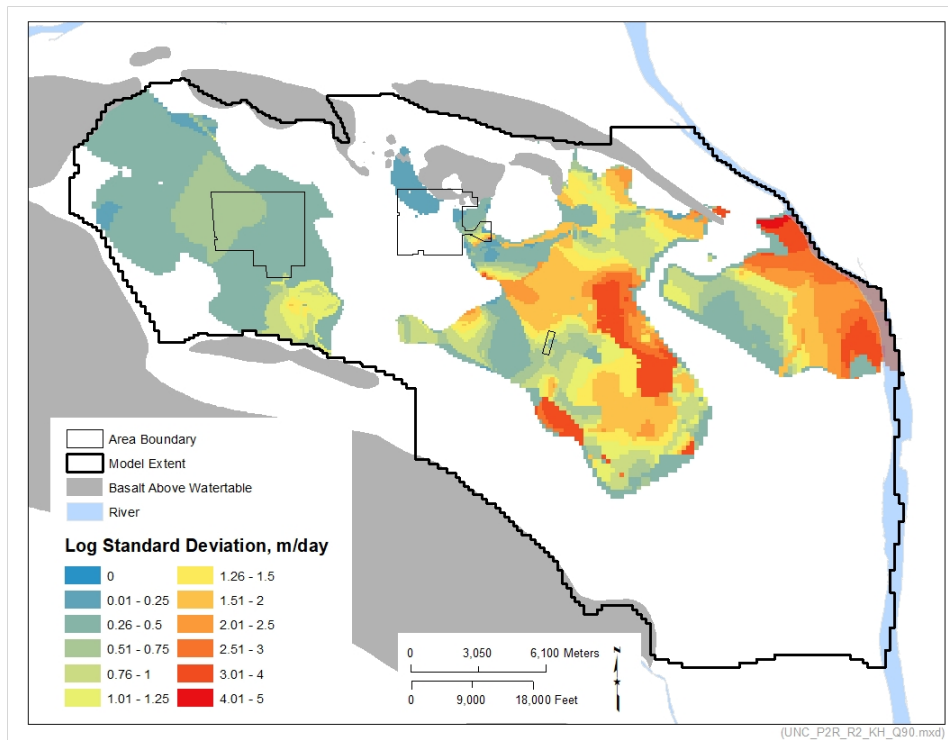 Area Boundary
Model Extent
Basalt Above Watertable
River
Log Standard Deviation, m/day
0
0.01 - 0.25
0.26 - 0.5
0.51 - 0.75
0.76 - 1
1.01 - 1.25
1.26 - 1.5
1.51 - 2
2.01 - 2.5
2.51 - 3
3.01 - 4
4.01 - 5
0 3,050 6,100 Meters
0 9,000 18,000 Feet
N
(UNC_P2R_R2_KH_Q90.mxd)